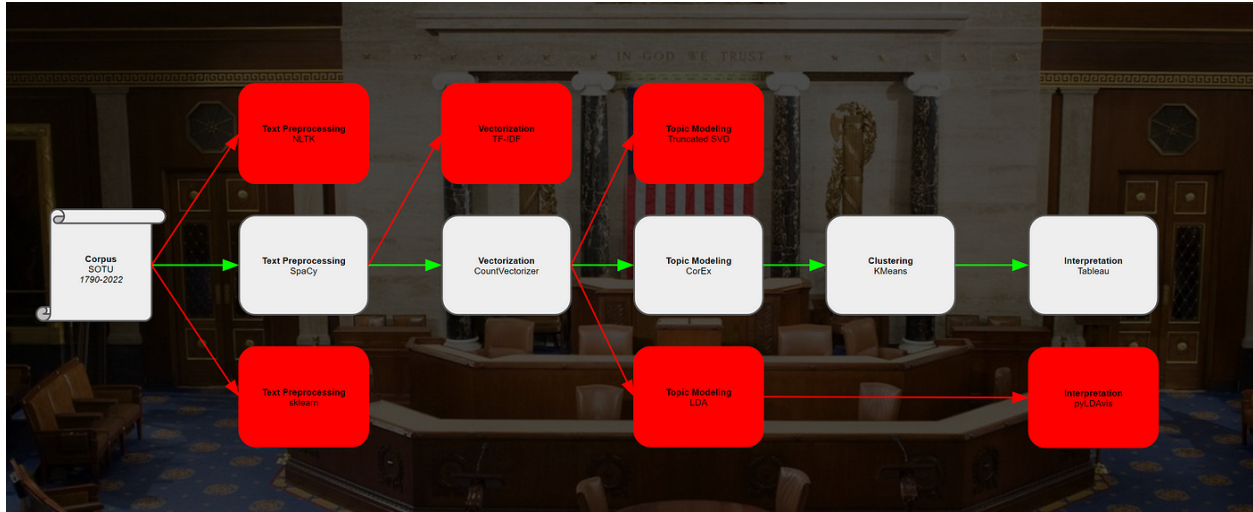 IN GOD WE TRUST
Text Preprocessing
NLTK
Vectorization
TF-IDF
Topic Modeling
Truncated SVD
Corpus
SOTU
1790-2022
Text Preprocessing
SpaCy
Vectorization
CountVectorizer
Topic Modeling
CorEx
Clustering
KMeans
Interpretation
Tableau
Text Preprocessing
sklearn
Topic Modeling
LDA
Interpretation
pyLDAvis